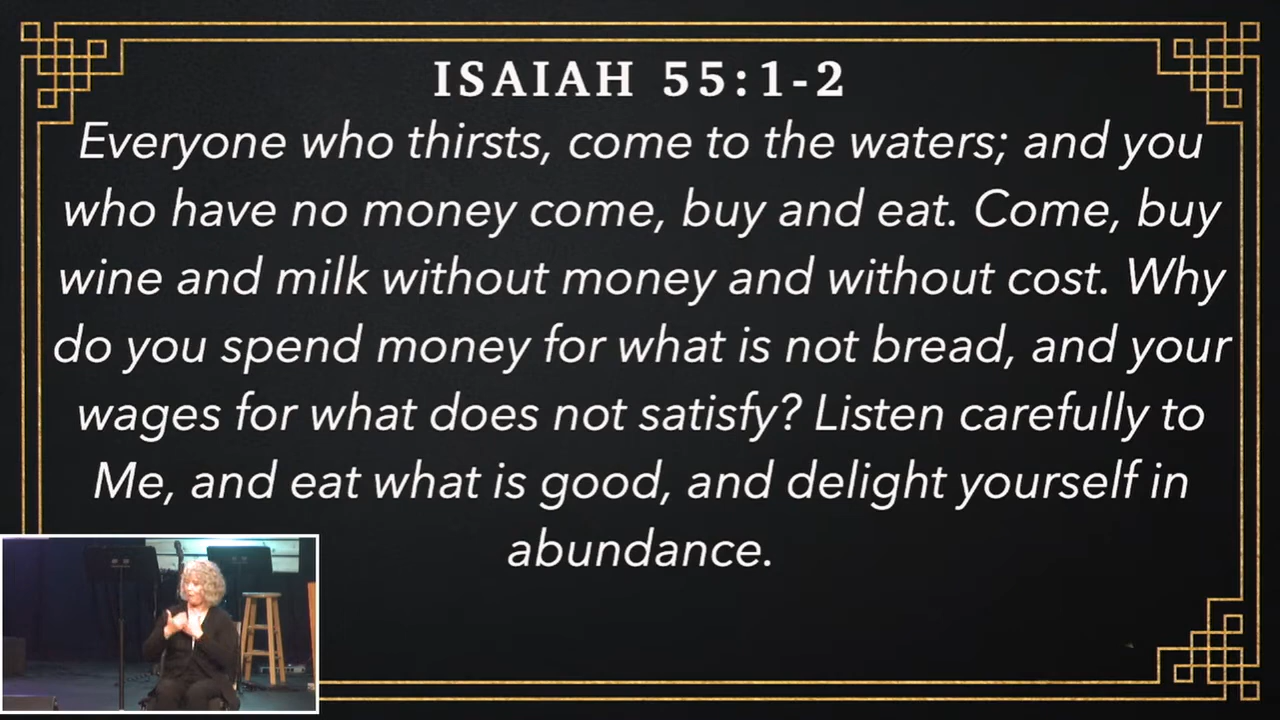 ISAIAH 55:1-2
Everyone who thirsts, come to the waters; and you
who have no money come, buy and eat. Come, buy
wine and milk without money and without cost. Why
do you spend money for what is not bread, and your
wages for what does not satisfy? Listen carefully to
Me, and eat what is good, and delight yourself in
abundance.